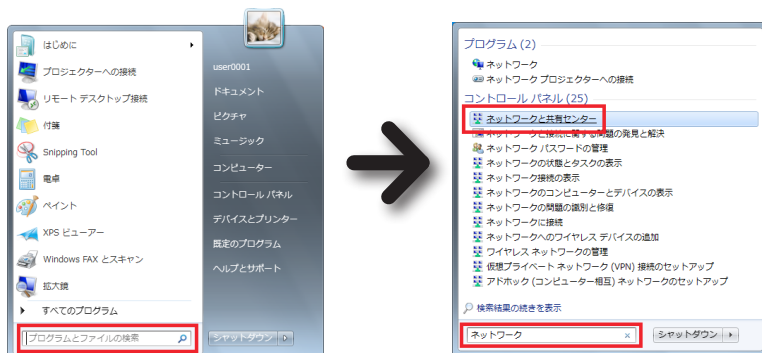 はじめに
プロジェクターへの接続
リモート デスクトップ接続
付箋
Snipping Tool
電卓
ペイント
XPS ビューアー
Windows FAX とスキャン
拡大鏡
すべてのプログラム
プログラムとファイルの検索
user0001
ドキュメント
ピクチャ
ミュージック
コンピューター
コントロール パネル
デバイスとプリンター
既定のプログラム
ヘルプとサポート
シャットダウン
プログラム (2)
ネットワーク
ネットワーク プロジェクターへの接続
コントロール パネル (25)
ネットワークと共有センター
ネットワークと接続に関する問題の発見と解決
ネットワーク パスワードの管理
ネットワークの状態とタスクの表示
ネットワーク接続の表示
ネットワークのコンピューターとデバイスの表示
ネットワークの問題の識別と修復
ネットワークに接続
ネットワークへのワイヤレス デバイスの追加
ワイヤレス ネットワークの管理
仮想プライベート ネットワーク (VPN) 接続のセットアップ
アドホック (コンピューター相互) ネットワークのセットアップ
検索結果の続きを表示
ネットワーク
シャットダウン